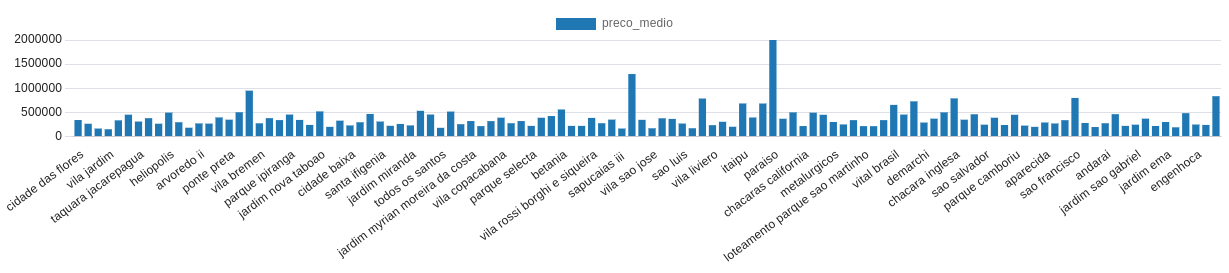 preco_medio
2000000
1500000
1000000
500000
0
cidade das flores
vila jardim
taquara jacarepagua
heliopolis
arvoredo ii
ponte preta
vila bremen
parque ipiranga
jardim nova taboao
cidade baixa
santa ifigenia
jardim miranda
todos os santos
jardim myrian moreira da costa
vila copacabana
parque selecta
betania
vila rossi borghi e siqueira
sapucaias iii
vila sao jose
sao luis
vila liviero
itaipu
paraiso
chacaras california
metalurgicos
loteamento parque sao martinho
vital brasil
demarchi
chacara inglesa
sao salvador
parque camboriu
aparecida
sao francisco
andarai
jardim sao gabriel
jardim ema
engenhoca